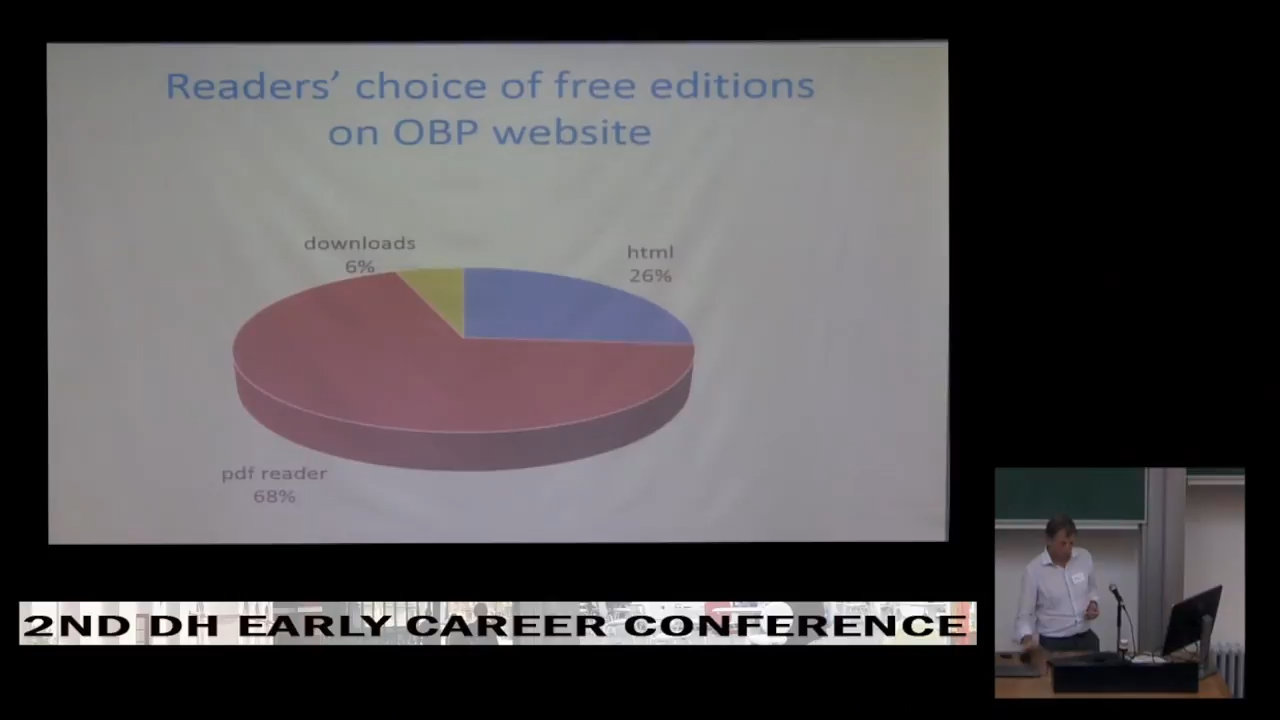 Readers’ choice of free editions
on OBP website
downloads
6%
html
26%
pdf reader
68%
2ND DH EARLY CAREER CONFERENCE